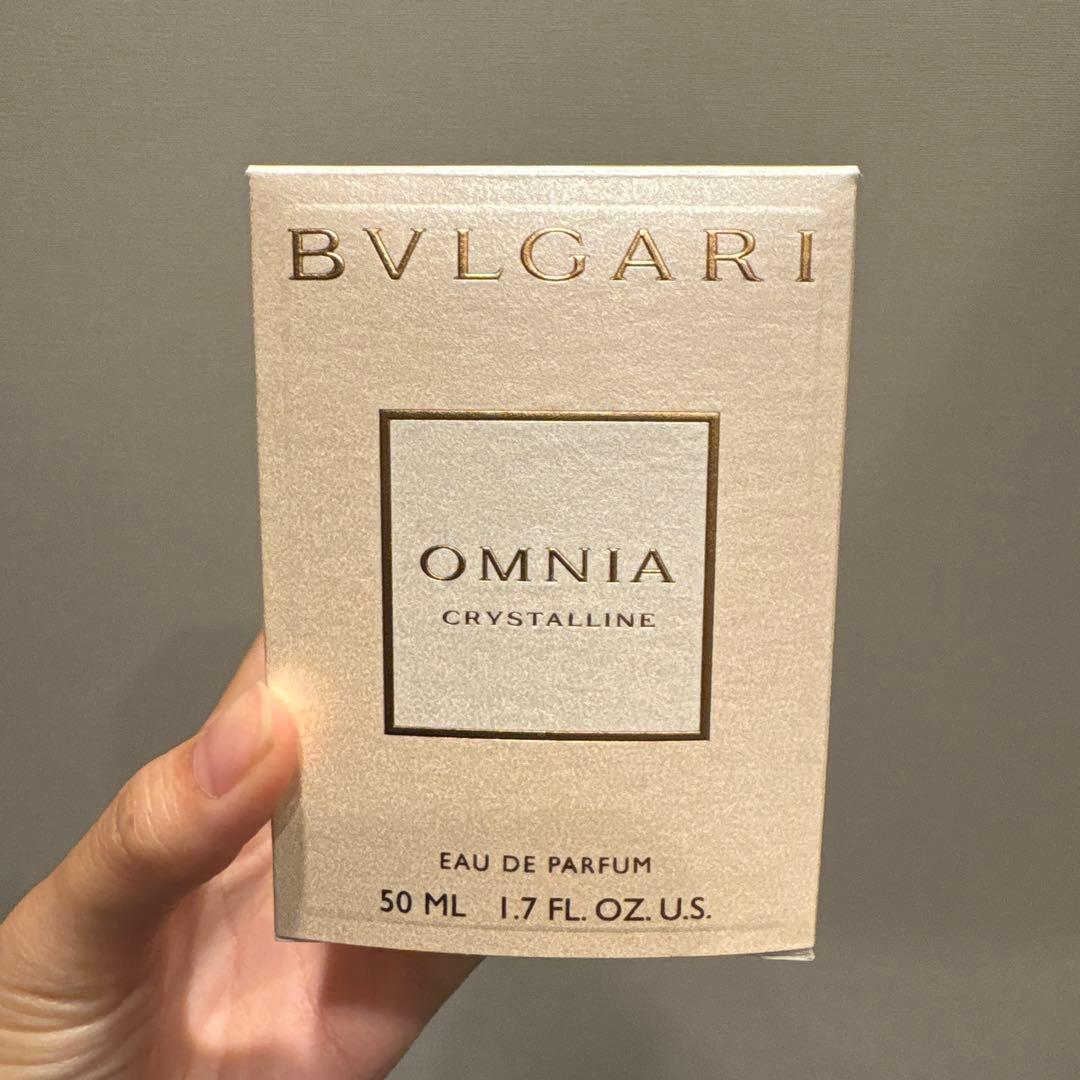 BVLGARI
OMNIA
CRYSTALLINE
EAU DE PARFUM
50 ML 1.7 FL. OZ. U.S.